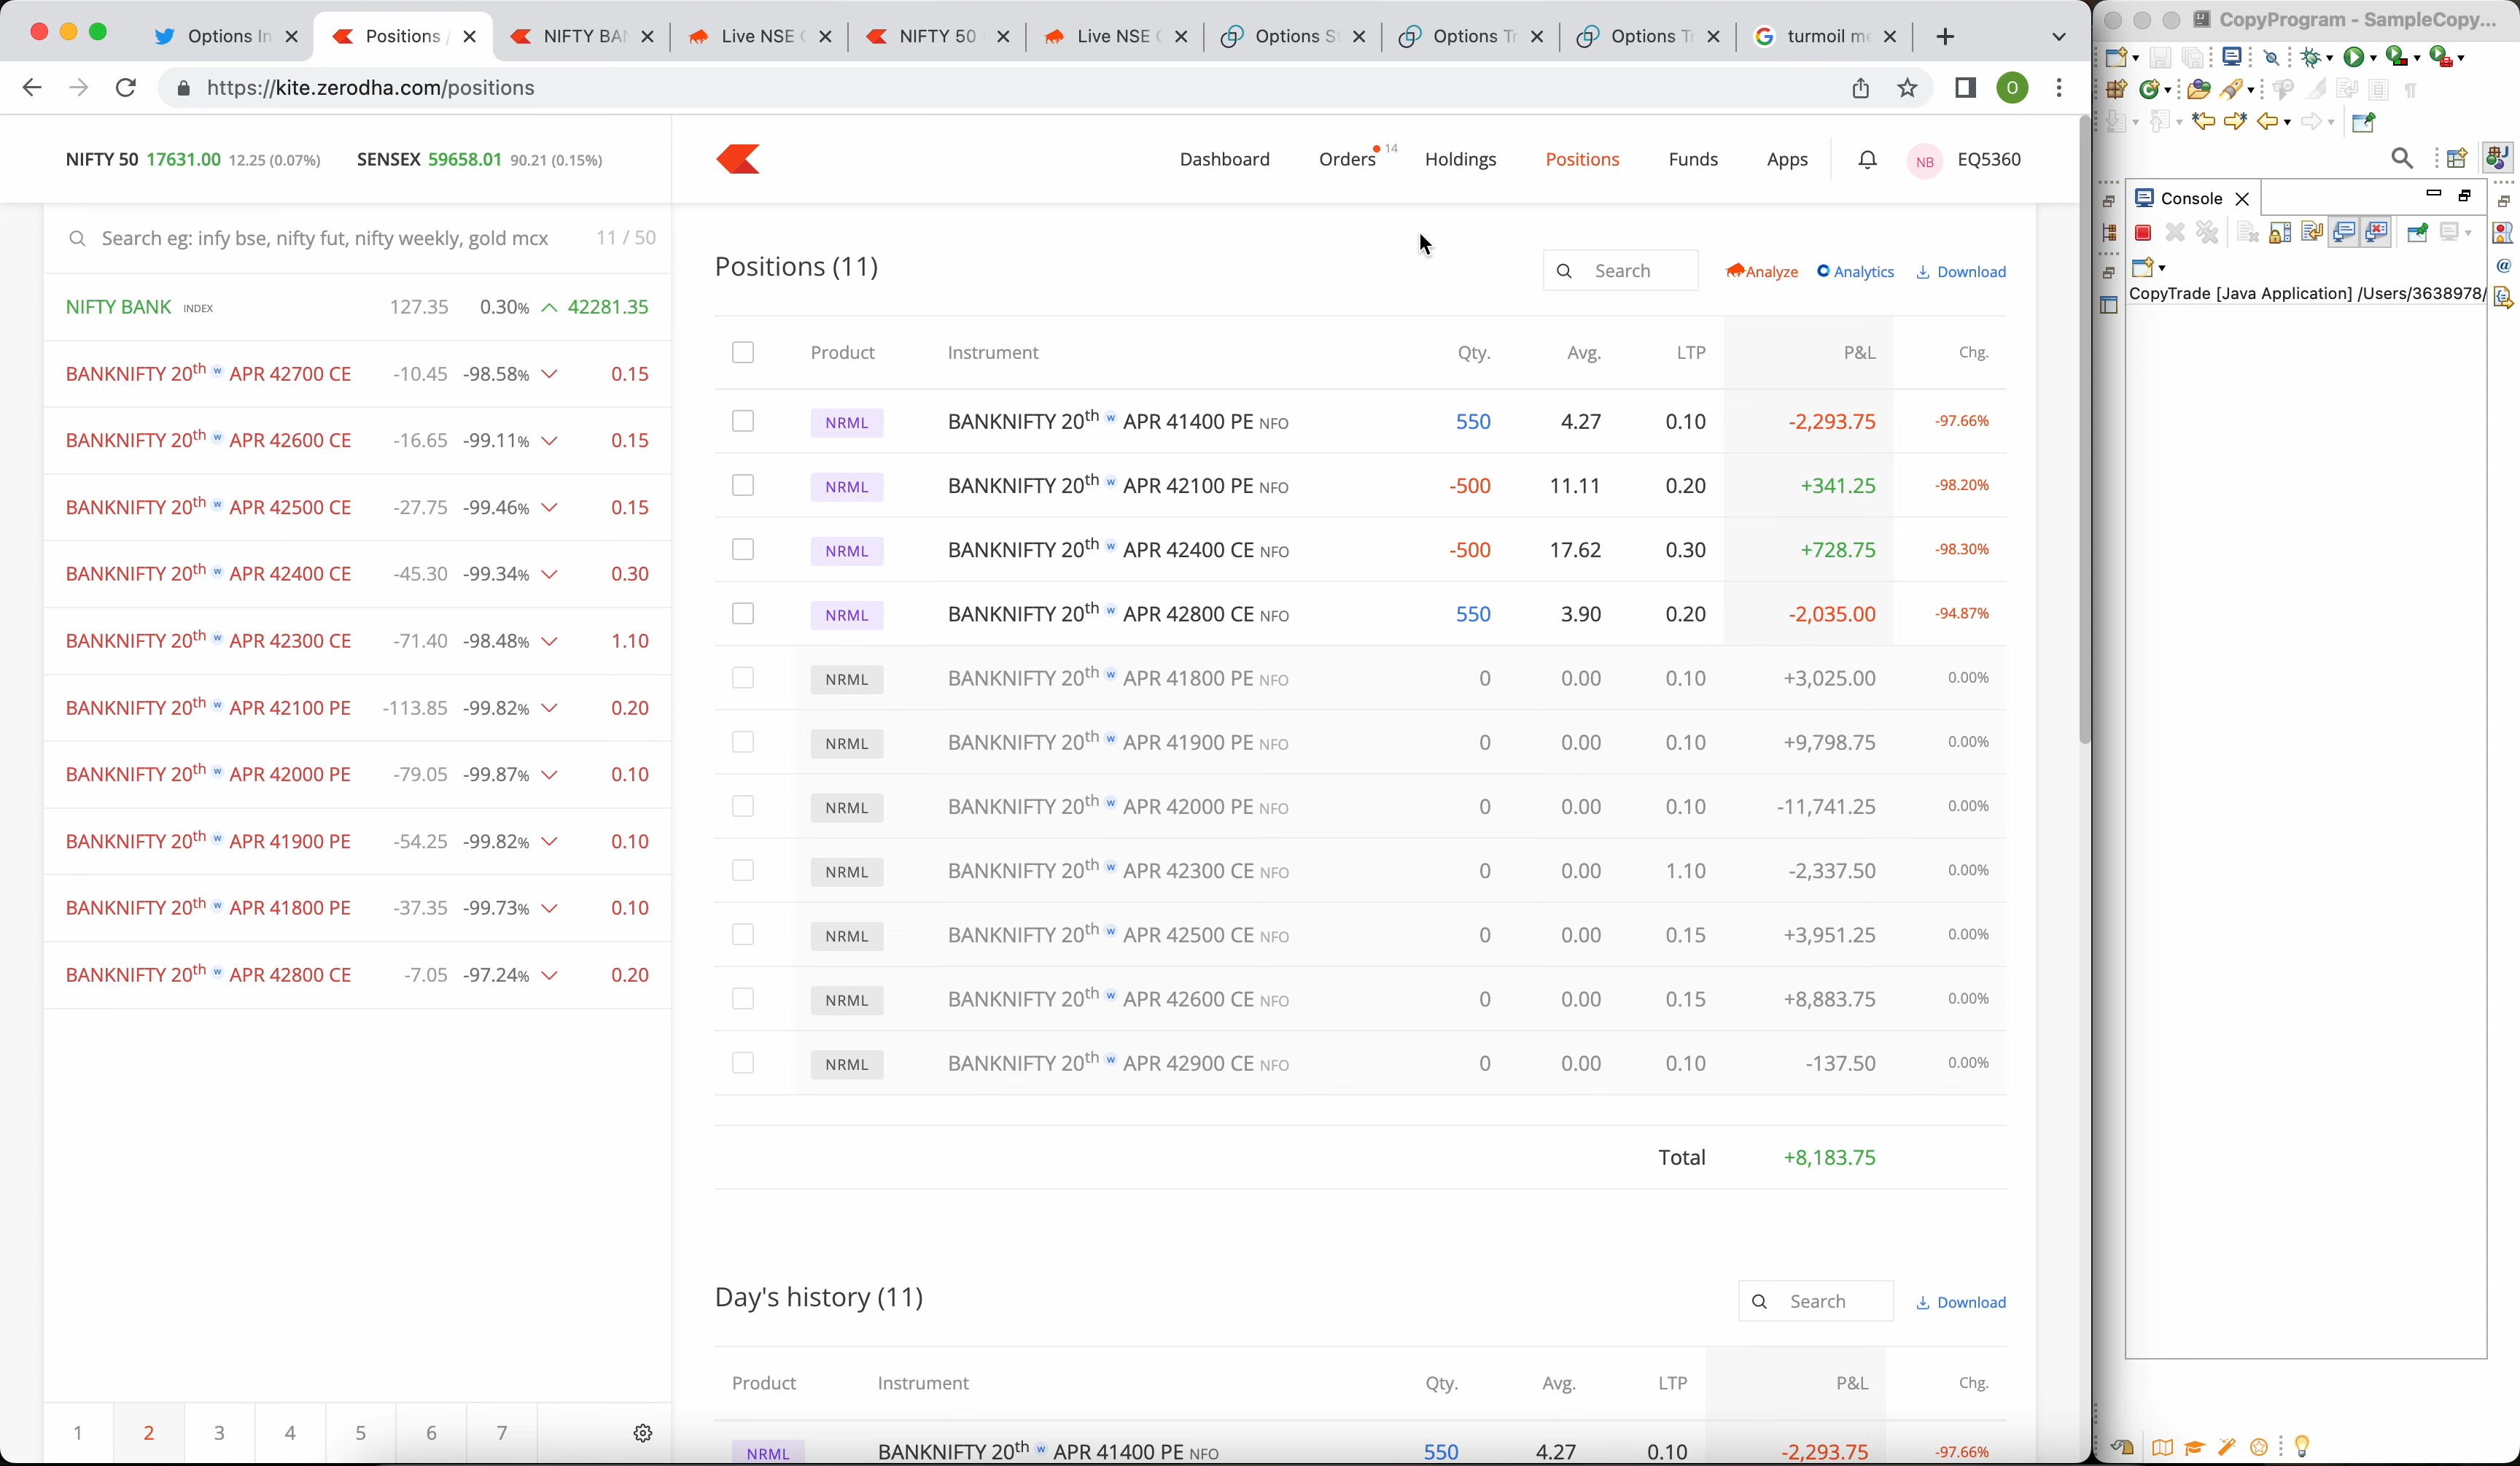 Options In
Positions /
NIFTY BA
Live NSE
NIFTY 50
Live NSE
Options S
Options Tr
Options Tr
turmoil me
CopyProgram - SampleCopy...
https://kite.zerodha.com/positions
O
NIFTY 50 17631.00 12.25 (0.07%) SENSEX 59658.01 90.21 (0.15%)
Dashboard Orders 14 Holdings Positions Funds Apps NB EQ5360
Search eg: infy bse, nifty fut, nifty weekly, gold mcx 11 / 50
NIFTY BANK INDEX 127.35 0.30% 42281.35
BANKNIFTY 20th w APR 42700 CE -10.45 -98.58% 0.15
BANKNIFTY 20th w APR 42600 CE -16.65 -99.11% 0.15
BANKNIFTY 20th w APR 42500 CE -27.75 -99.46% 0.15
BANKNIFTY 20th w APR 42400 CE -45.30 -99.34% 0.30
BANKNIFTY 20th w APR 42300 CE -71.40 -98.48% 1.10
BANKNIFTY 20th w APR 42100 PE -113.85 -99.82% 0.20
BANKNIFTY 20th w APR 42000 PE -79.05 -99.87% 0.10
BANKNIFTY 20th w APR 41900 PE -54.25 -99.82% 0.10
BANKNIFTY 20th w APR 41800 PE -37.35 -99.73% 0.10
BANKNIFTY 20th w APR 42800 CE -7.05 -97.24% 0.20
1 2 3 4 5 6 7
Positions (11) Search Analyze Analytics Download
Product Instrument Qty. Avg. LTP P&L Chg.
NRML BANKNIFTY 20th w APR 41400 PE NFO 550 4.27 0.10 -2,293.75 -97.66%
NRML BANKNIFTY 20th w APR 42100 PE NFO -500 11.11 0.20 +341.25 -98.20%
NRML BANKNIFTY 20th w APR 42400 CE NFO -500 17.62 0.30 +728.75 -98.30%
NRML BANKNIFTY 20th w APR 42800 CE NFO 550 3.90 0.20 -2,035.00 -94.87%
NRML BANKNIFTY 20th w APR 41800 PE NFO 0 0.00 0.10 +3,025.00 0.00%
NRML BANKNIFTY 20th w APR 41900 PE NFO 0 0.00 0.10 +9,798.75 0.00%
NRML BANKNIFTY 20th w APR 42000 PE NFO 0 0.00 0.10 -11,741.25 0.00%
NRML BANKNIFTY 20th w APR 42300 CE NFO 0 0.00 1.10 -2,337.50 0.00%
NRML BANKNIFTY 20th w APR 42500 CE NFO 0 0.00 0.15 +3,951.25 0.00%
NRML BANKNIFTY 20th w APR 42600 CE NFO 0 0.00 0.15 +8,883.75 0.00%
NRML BANKNIFTY 20th w APR 42900 CE NFO 0 0.00 0.10 -137.50 0.00%
Total +8,183.75
Day's history (11) Search Download
Product Instrument Qty. Avg. LTP P&L Chg.
NRML BANKNIFTY 20th w APR 41400 PE NFO 550 4.27 0.10 -2,293.75 -97.66%
Console
CopyTrade [Java Application] /Users/3638978/